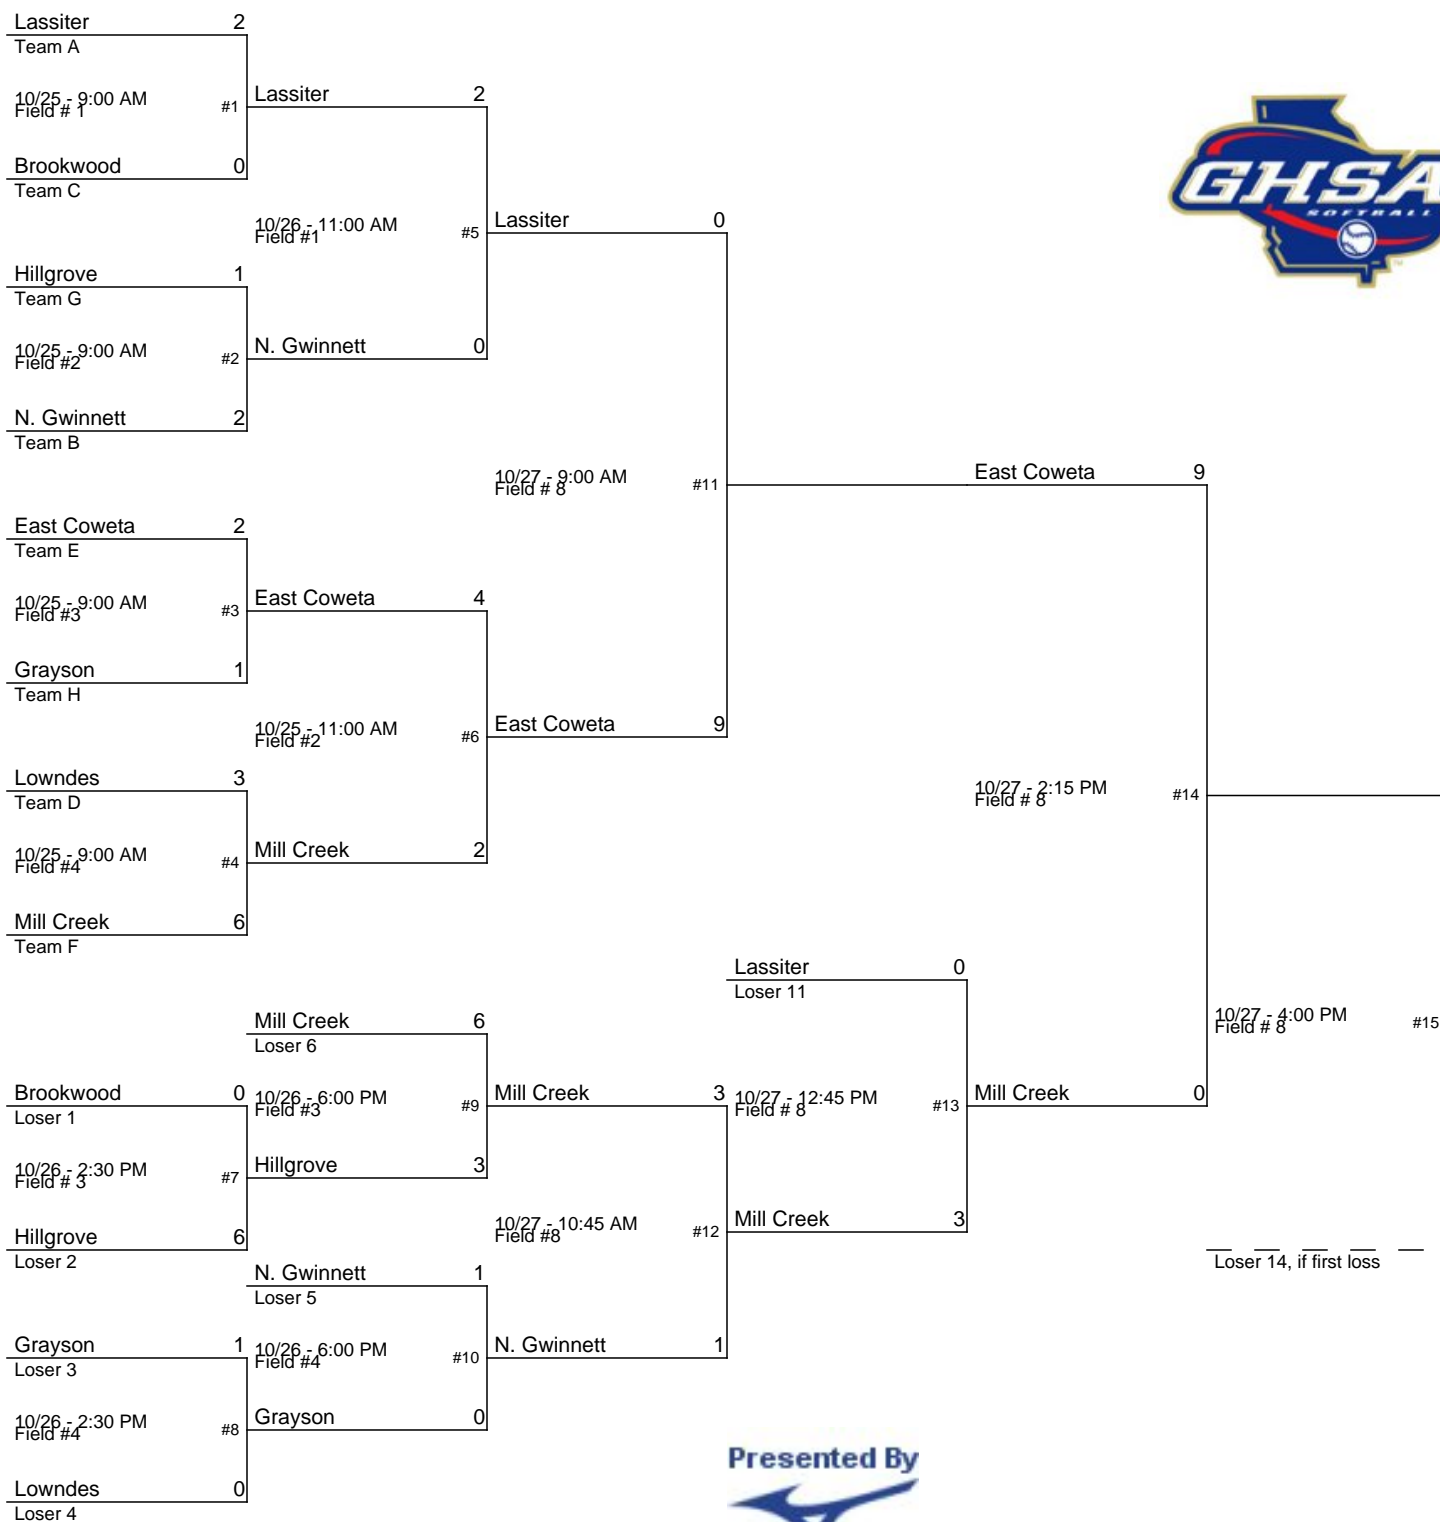 Lassiter 2
Team A
10/25 - 9:00 AM
Field # 1
#1
Brookwood 0
Team C
Hillgrove 1
Team G
10/25 - 9:00 AM
Field #2
#2
N. Gwinnett 2
Team B
East Coweta 2
Team E
10/25 - 9:00 AM
Field #3
#3
Grayson 1
Team H
Lowndes 3
Team D
10/25 - 9:00 AM
Field #4
#4
Mill Creek 6
Team F
Lassiter 2
10/26 - 11:00 AM
Field #1
#5
N. Gwinnett 0
East Coweta 4
10/25 - 11:00 AM
Field #2
#6
Mill Creek 2
Lassiter 0
10/27 - 9:00 AM
Field # 8
#11
East Coweta 9
GHSA
SOFTBALL
TM
East Coweta 9
10/27 - 2:15 PM
Field # 8
#14
Mill Creek 0
10/27 - 4:00 PM
Field # 8
#15
Loser 14, if first loss
Brookwood 0
Loser 1
10/26 - 2:30 PM
Field # 3
#7
Hillgrove 6
Loser 2
Grayson 1
Loser 3
10/26 - 2:30 PM
Field #4
#8
Lowndes 0
Loser 4
Mill Creek 6
Loser 6
10/26 - 6:00 PM
Field #3
#9
Hillgrove 3
N. Gwinnett 1
Loser 5
10/26 - 6:00 PM
Field #4
#10
Grayson 0
Mill Creek 3
10/27 - 10:45 AM
Field #8
#12
N. Gwinnett 1
Lassiter 0
Loser 11
10/27 - 12:45 PM
Field # 8
#13
Mill Creek 3
Presented By